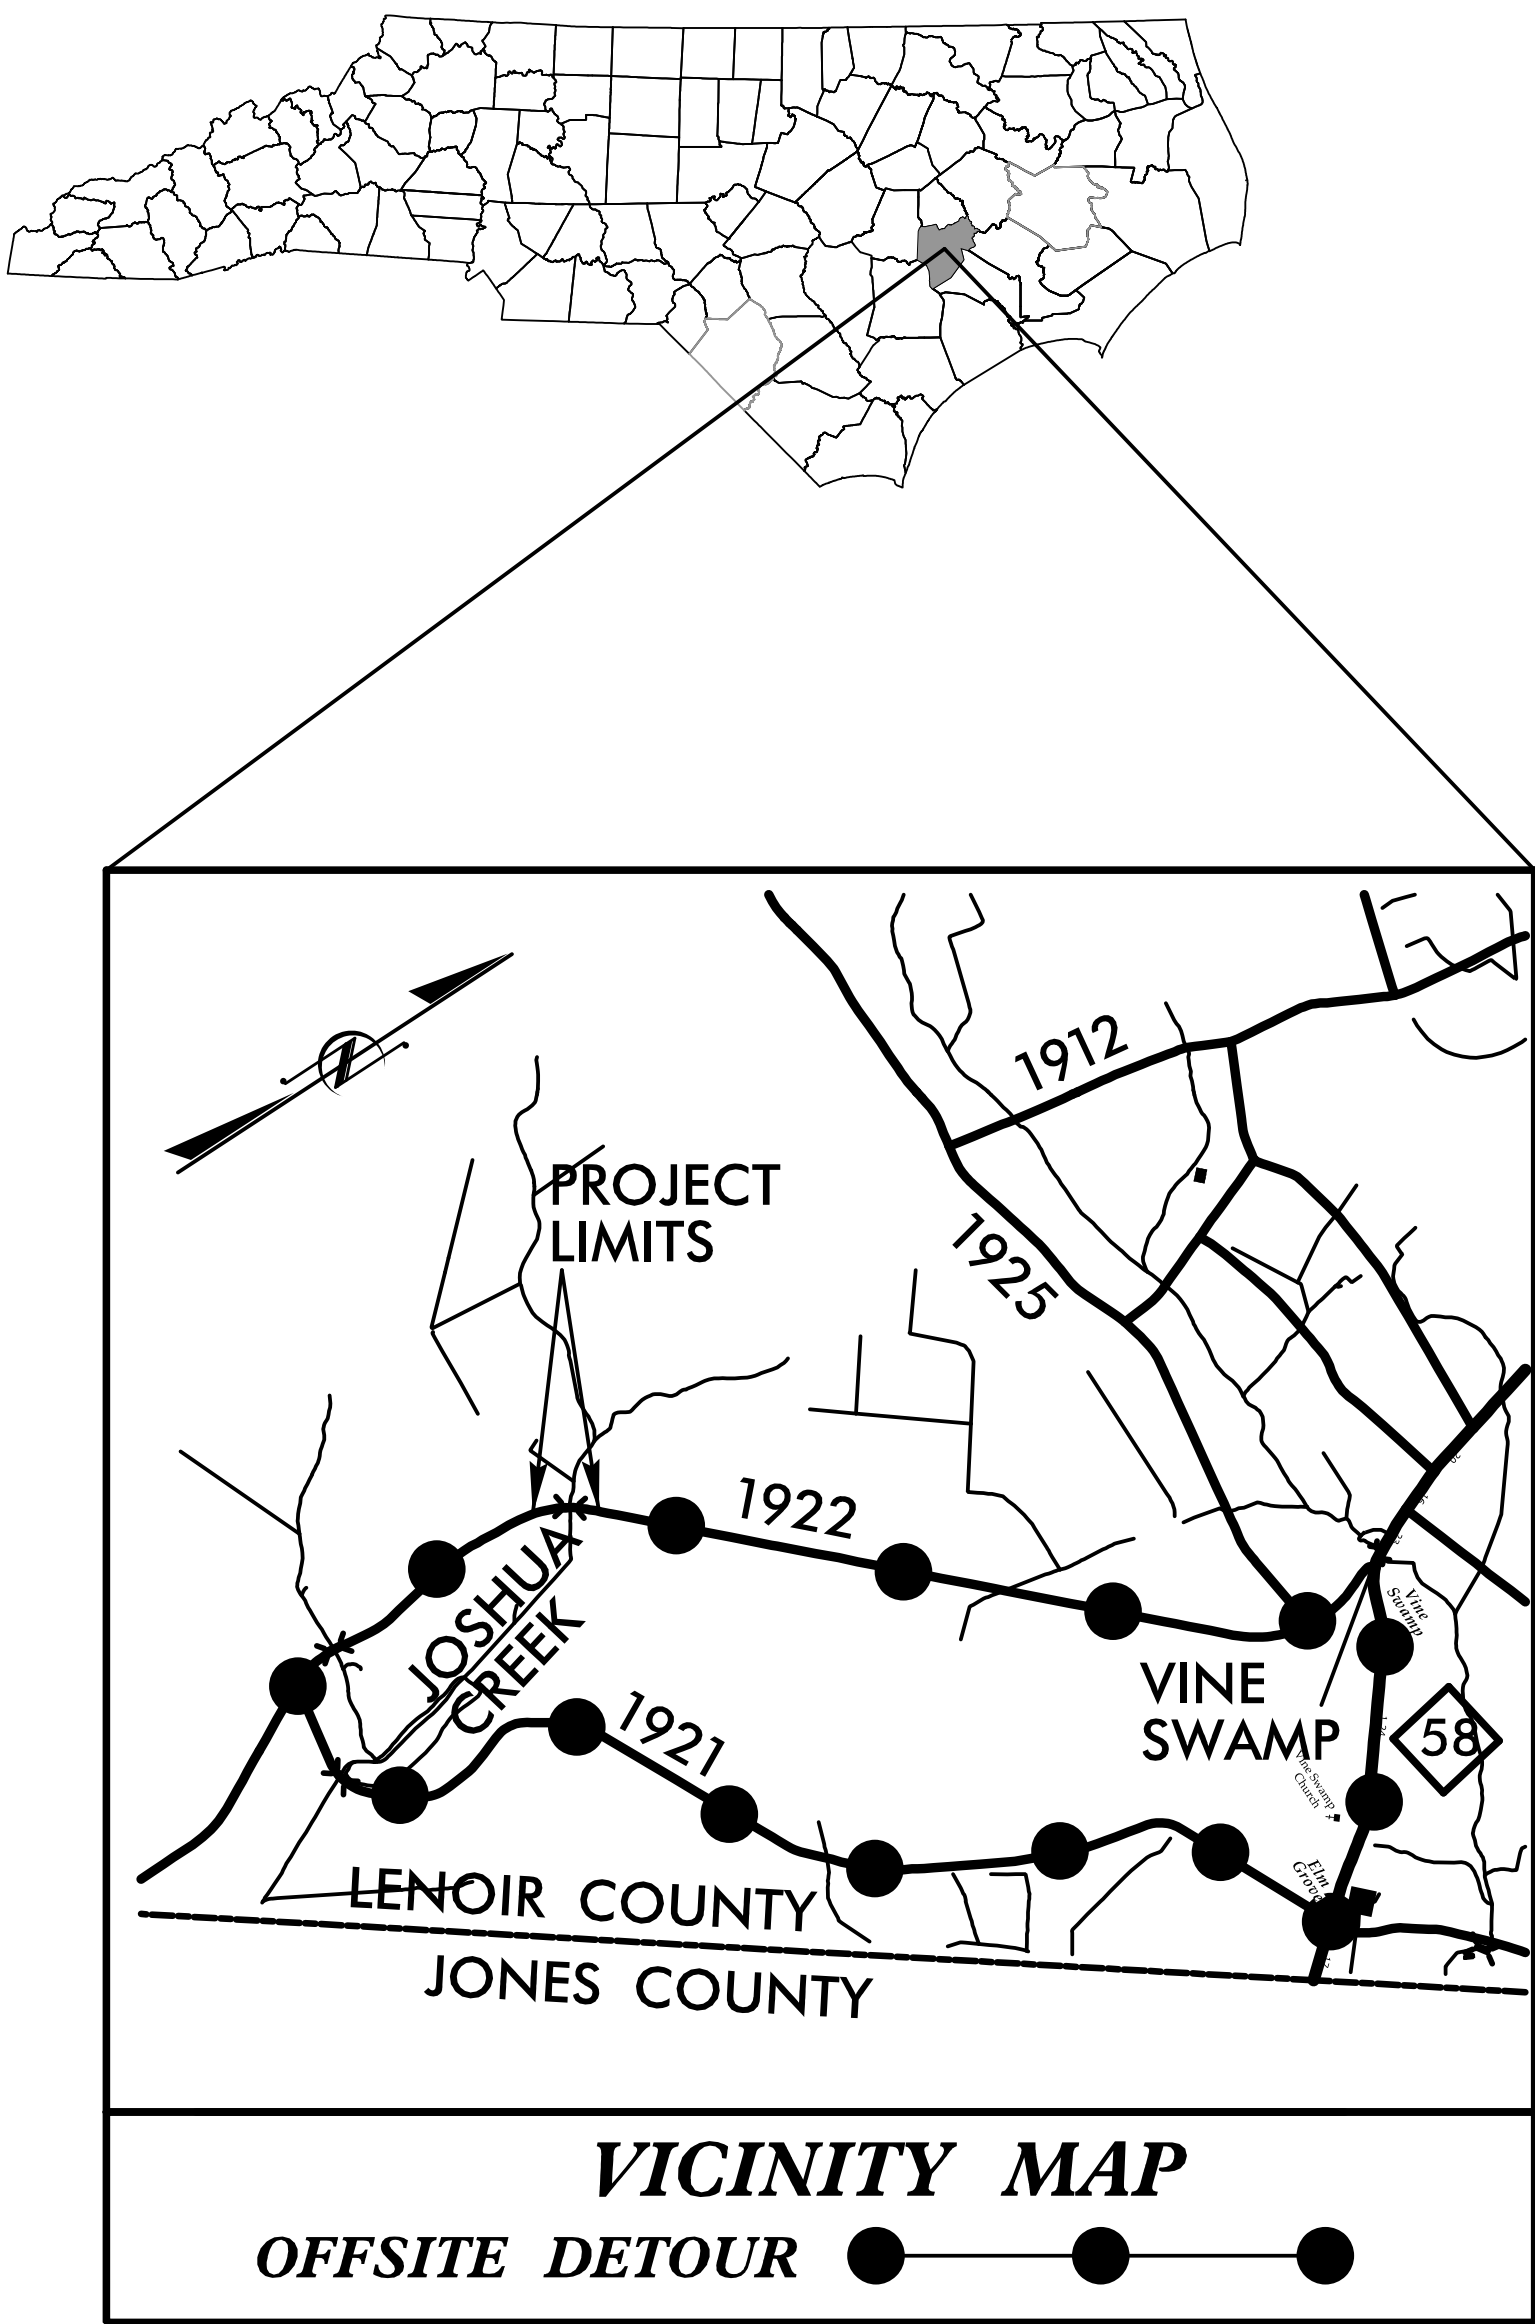 1912
PROJECT
LIMITS
1925
1922
JOSHUA
CREEK
Vine
Swamp
1921
VINE
SWAMP
58
Vine Swamp
Church
Elm
Grove
LENOIR COUNTY
JONES COUNTY
VICINITY MAP
OFFSITE DETOUR